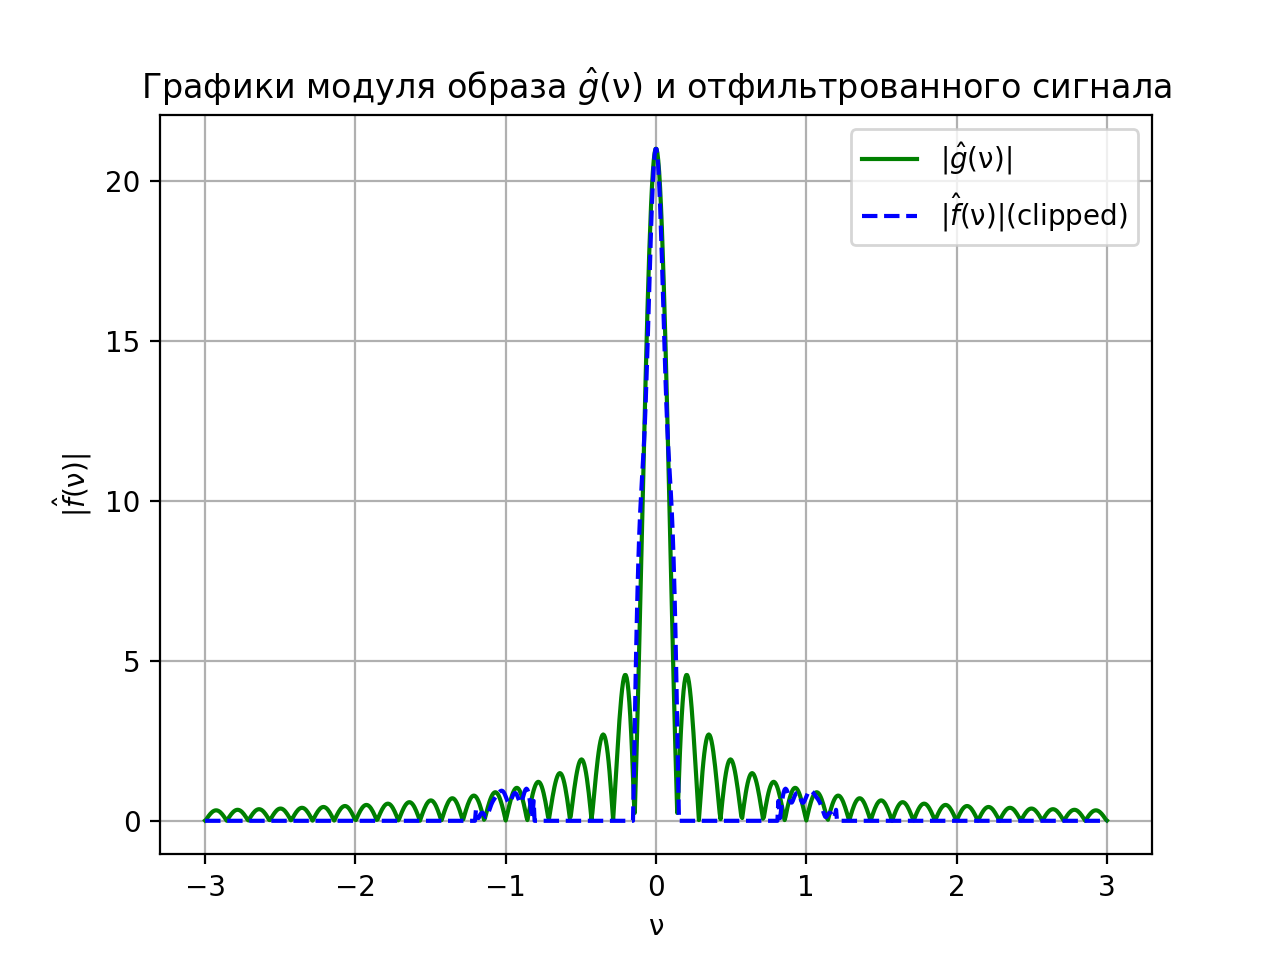 Графики модуля образа ĝ(ν) и отфильтрованного сигнала
|ĝ(ν)|
|f̂(ν)|(clipped)
|f̂(ν)|
20
15
10
5
0
−3 −2 −1 0 1 2 3
ν